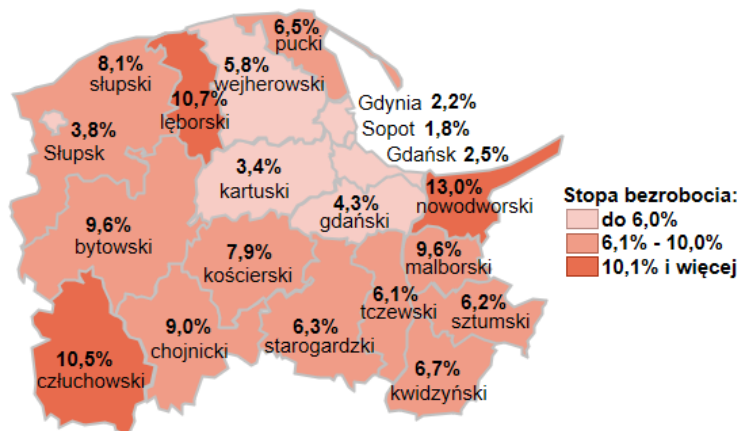 6,5%
pucki
8,1%
słupski
5,8%
wejherowski
10,7%
lęborski
Gdynia 2,2%
Sopot 1,8%
Gdańsk 2,5%
3,8%
Słupsk
3,4%
kartuski
4,3%
gdański
13,0%
nowodworski
9,6%
bytowski
7,9%
kościerski
9,6%
malborski
6,1%
tczewski
6,2%
sztumski
9,0%
chojnicki
6,3%
starogardzki
10,5%
człuchowski
6,7%
kwidzyński
Stopa bezrobocia:
do 6,0%
6,1% - 10,0%
10,1% i więcej